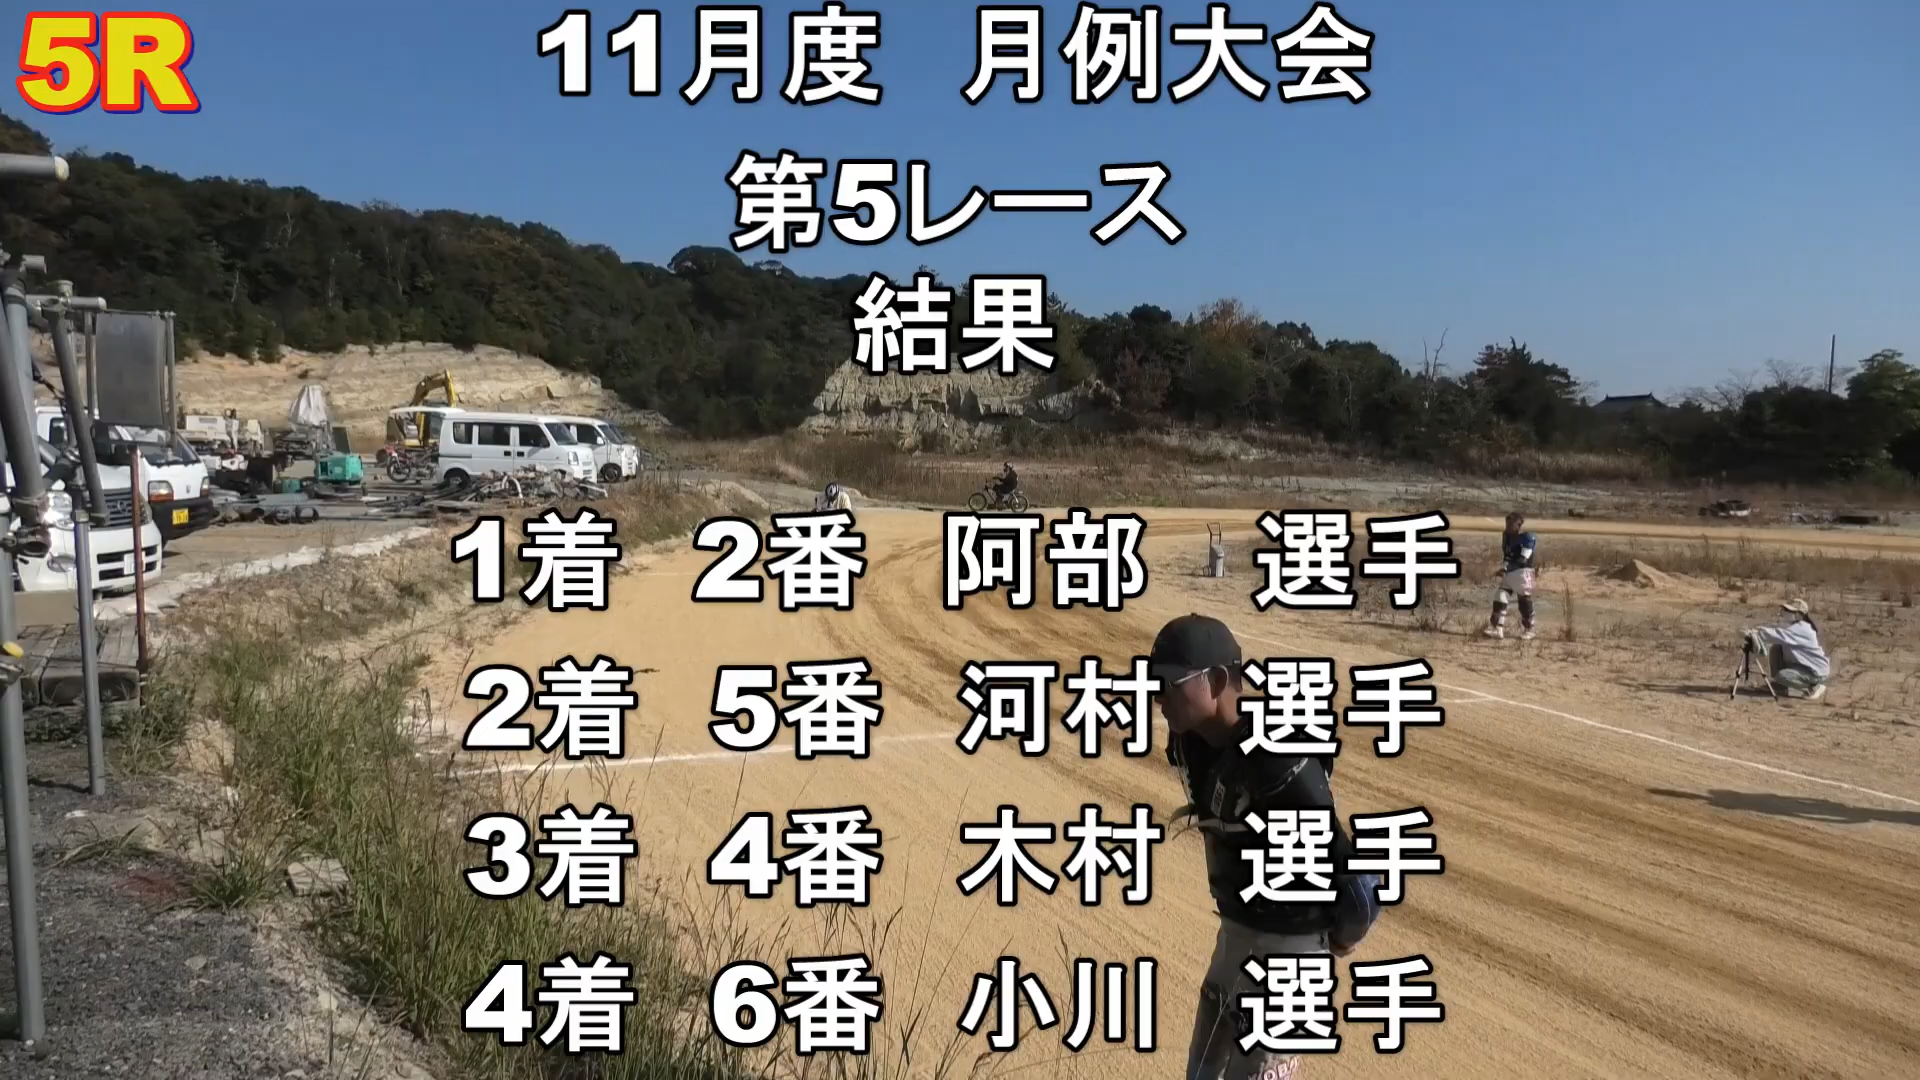 5R
11月度　月例大会
第5レース
結果
1着　2番　阿部　選手
2着　5番　河村　選手
3着　4番　木村　選手
4着　6番　小川　選手